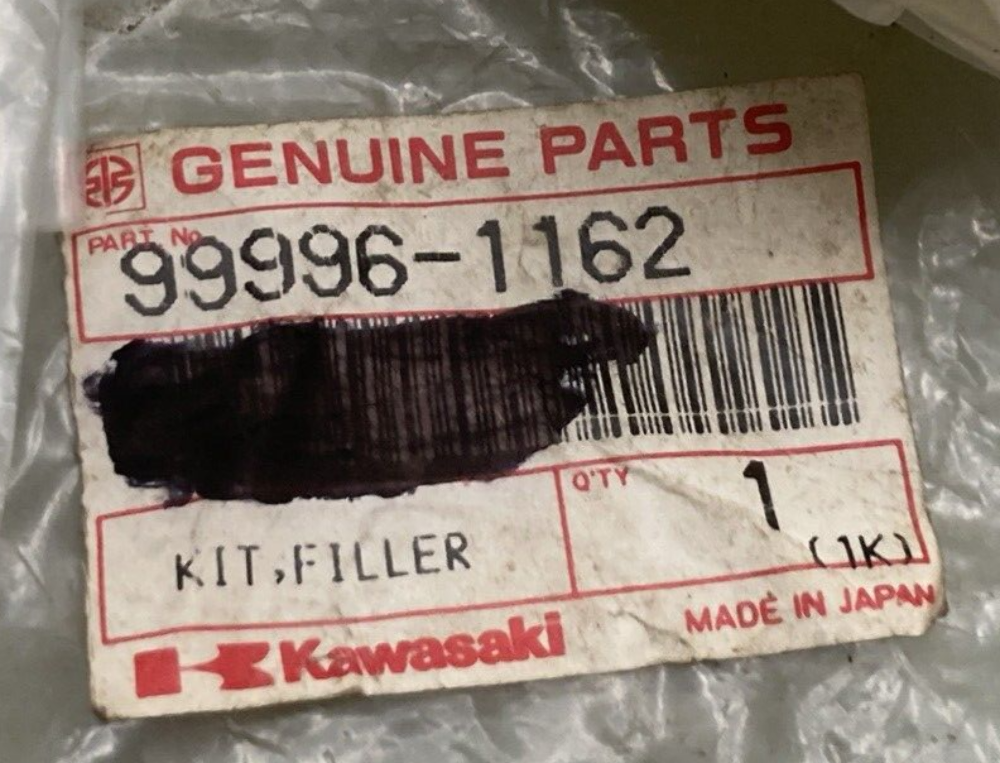 GENUINE PARTS
PART No.
99996-1162
Q'TY 1
KIT,FILLER (1K)
Kawasaki MADE IN JAPAN